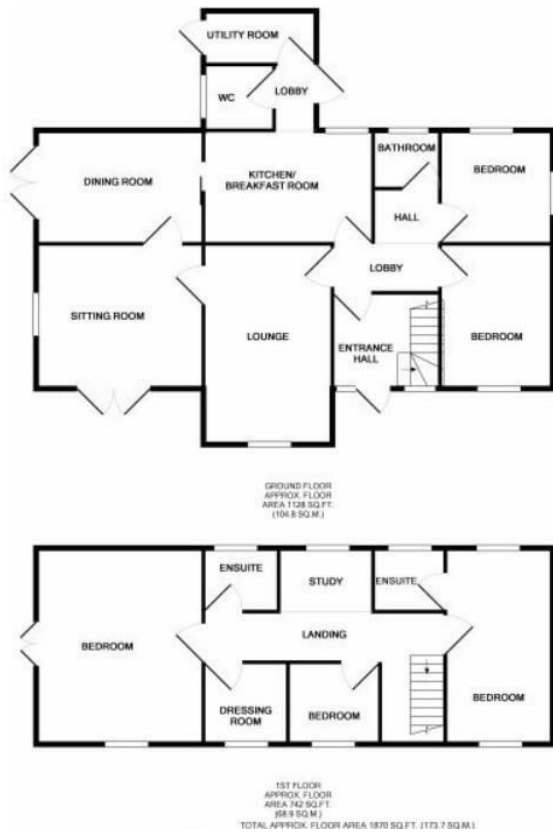 UTILITY ROOM
WC
LOBBY
BATHROOM
BEDROOM
DINING ROOM
KITCHEN/
BREAKFAST ROOM
HALL
LOBBY
SITTING ROOM
LOUNGE
ENTRANCE
HALL
BEDROOM
GROUND FLOOR
APPROX. FLOOR
AREA 1128 SQ.FT.
(104.8 SQ.M.)
ENSUITE
STUDY
ENSUITE
BEDROOM
LANDING
DRESSING
ROOM
BEDROOM
BEDROOM
1ST FLOOR
APPROX. FLOOR
AREA 742 SQ.FT.
(68.9 SQ.M.)
TOTAL APPROX. FLOOR AREA 1870 SQ.FT. (173.7 SQ.M.)